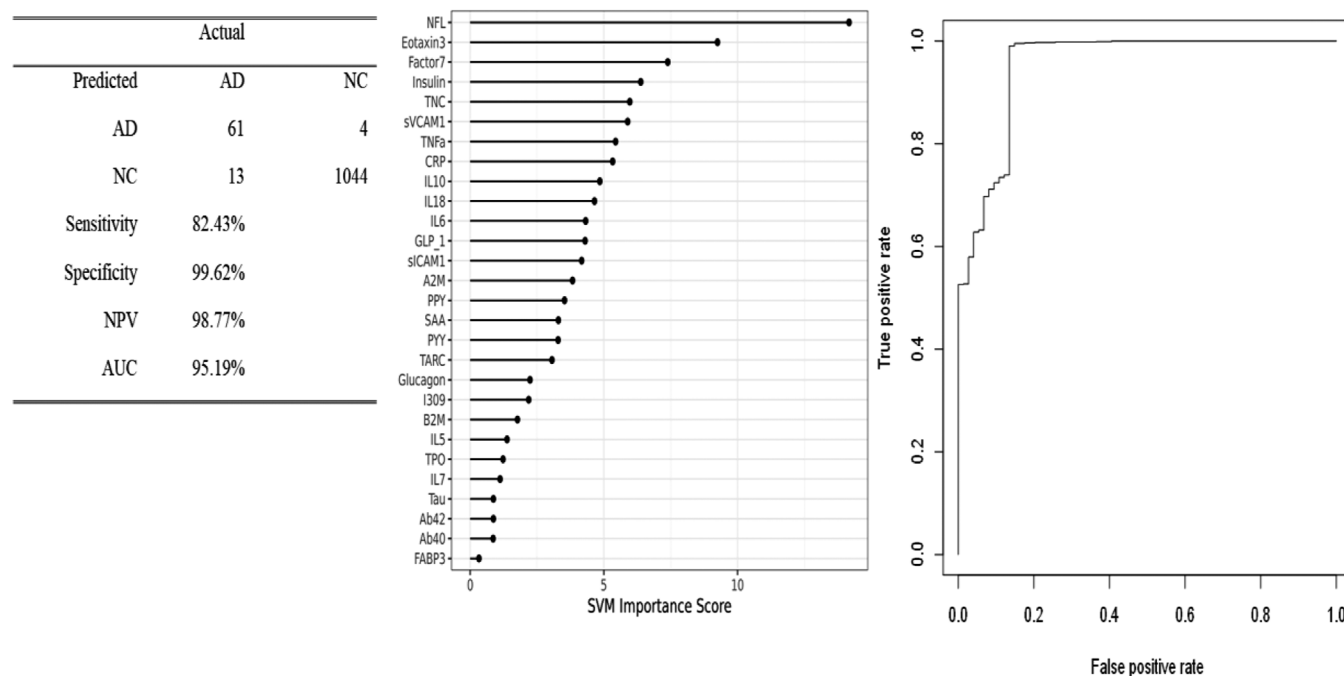 Actual
Predicted AD NC
AD 61 4
NC 13 1044
Sensitivity 82.43%
Specificity 99.62%
NPV 98.77%
AUC 95.19%
NFL
Eotaxin3
Factor7
Insulin
TNC
sVCAM1
TNFa
CRP
IL10
IL18
IL6
GLP_1
sICAM1
A2M
PPY
SAA
PYY
TARC
Glucagon
I309
B2M
IL5
TPO
IL7
Tau
Ab42
Ab40
FABP3
0 5 10
SVM Importance Score
True positive rate
1.0
0.8
0.6
0.4
0.2
0.0
0.0 0.2 0.4 0.6 0.8 1.0
False positive rate